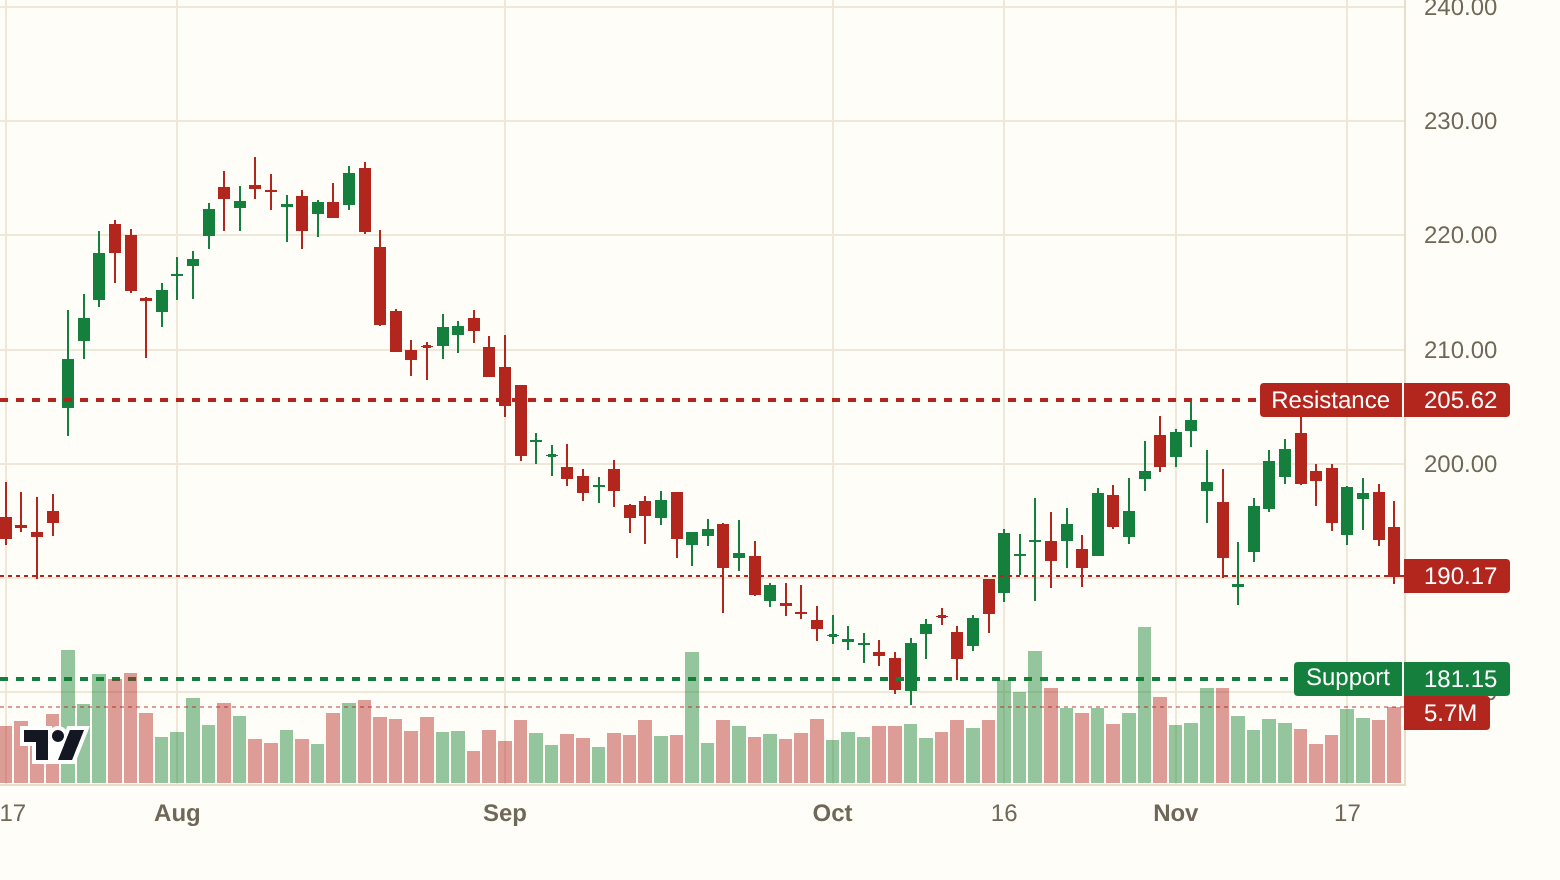 240.00
230.00
220.00
210.00
Resistance 205.62
200.00
190.17
Support 181.15
5.7M
17 Aug Sep Oct 16 Nov 17